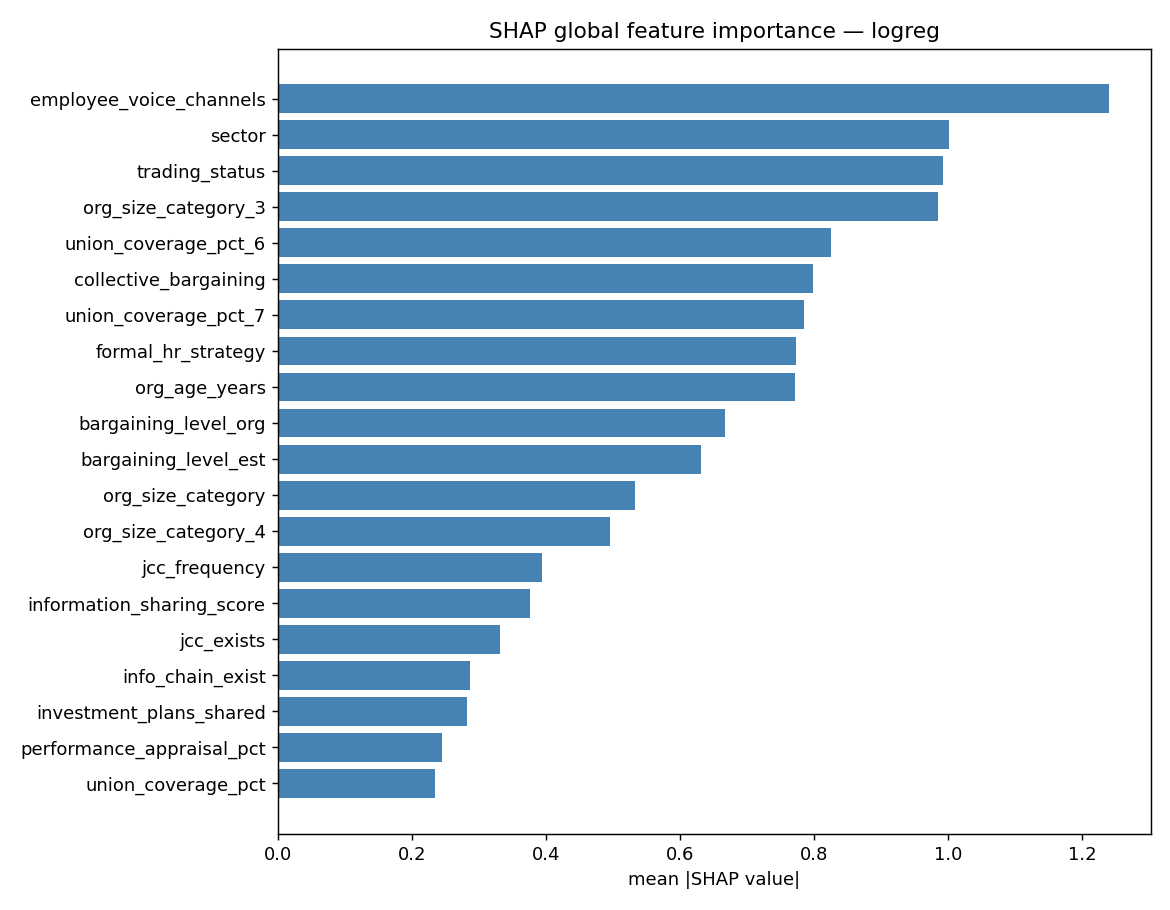 SHAP global feature importance — logreg
employee_voice_channels
sector
trading_status
org_size_category_3
union_coverage_pct_6
collective_bargaining
union_coverage_pct_7
formal_hr_strategy
org_age_years
bargaining_level_org
bargaining_level_est
org_size_category
org_size_category_4
jcc_frequency
information_sharing_score
jcc_exists
info_chain_exist
investment_plans_shared
performance_appraisal_pct
union_coverage_pct
0.0 0.2 0.4 0.6 0.8 1.0 1.2
mean |SHAP value|